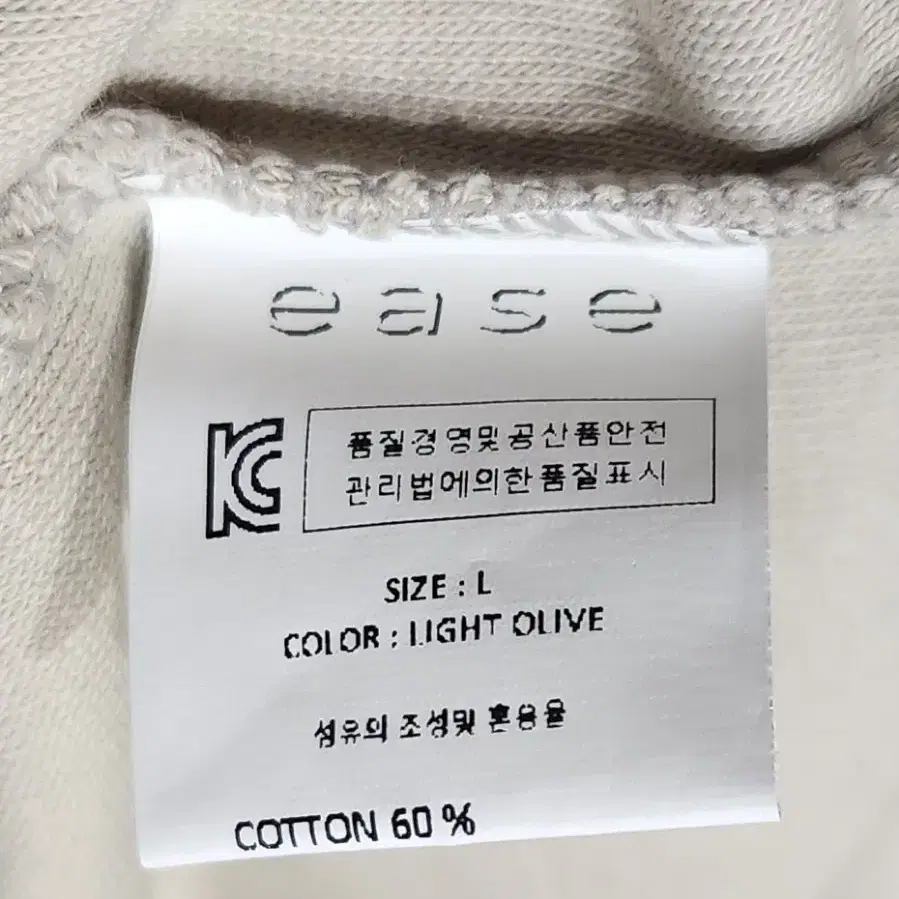 ease
KC
품질경영및공산품안전
관리법에의한품질표시
SIZE : L
COLOR : LIGHT OLIVE
섬유의 조성및 혼용율
COTTON 60 %